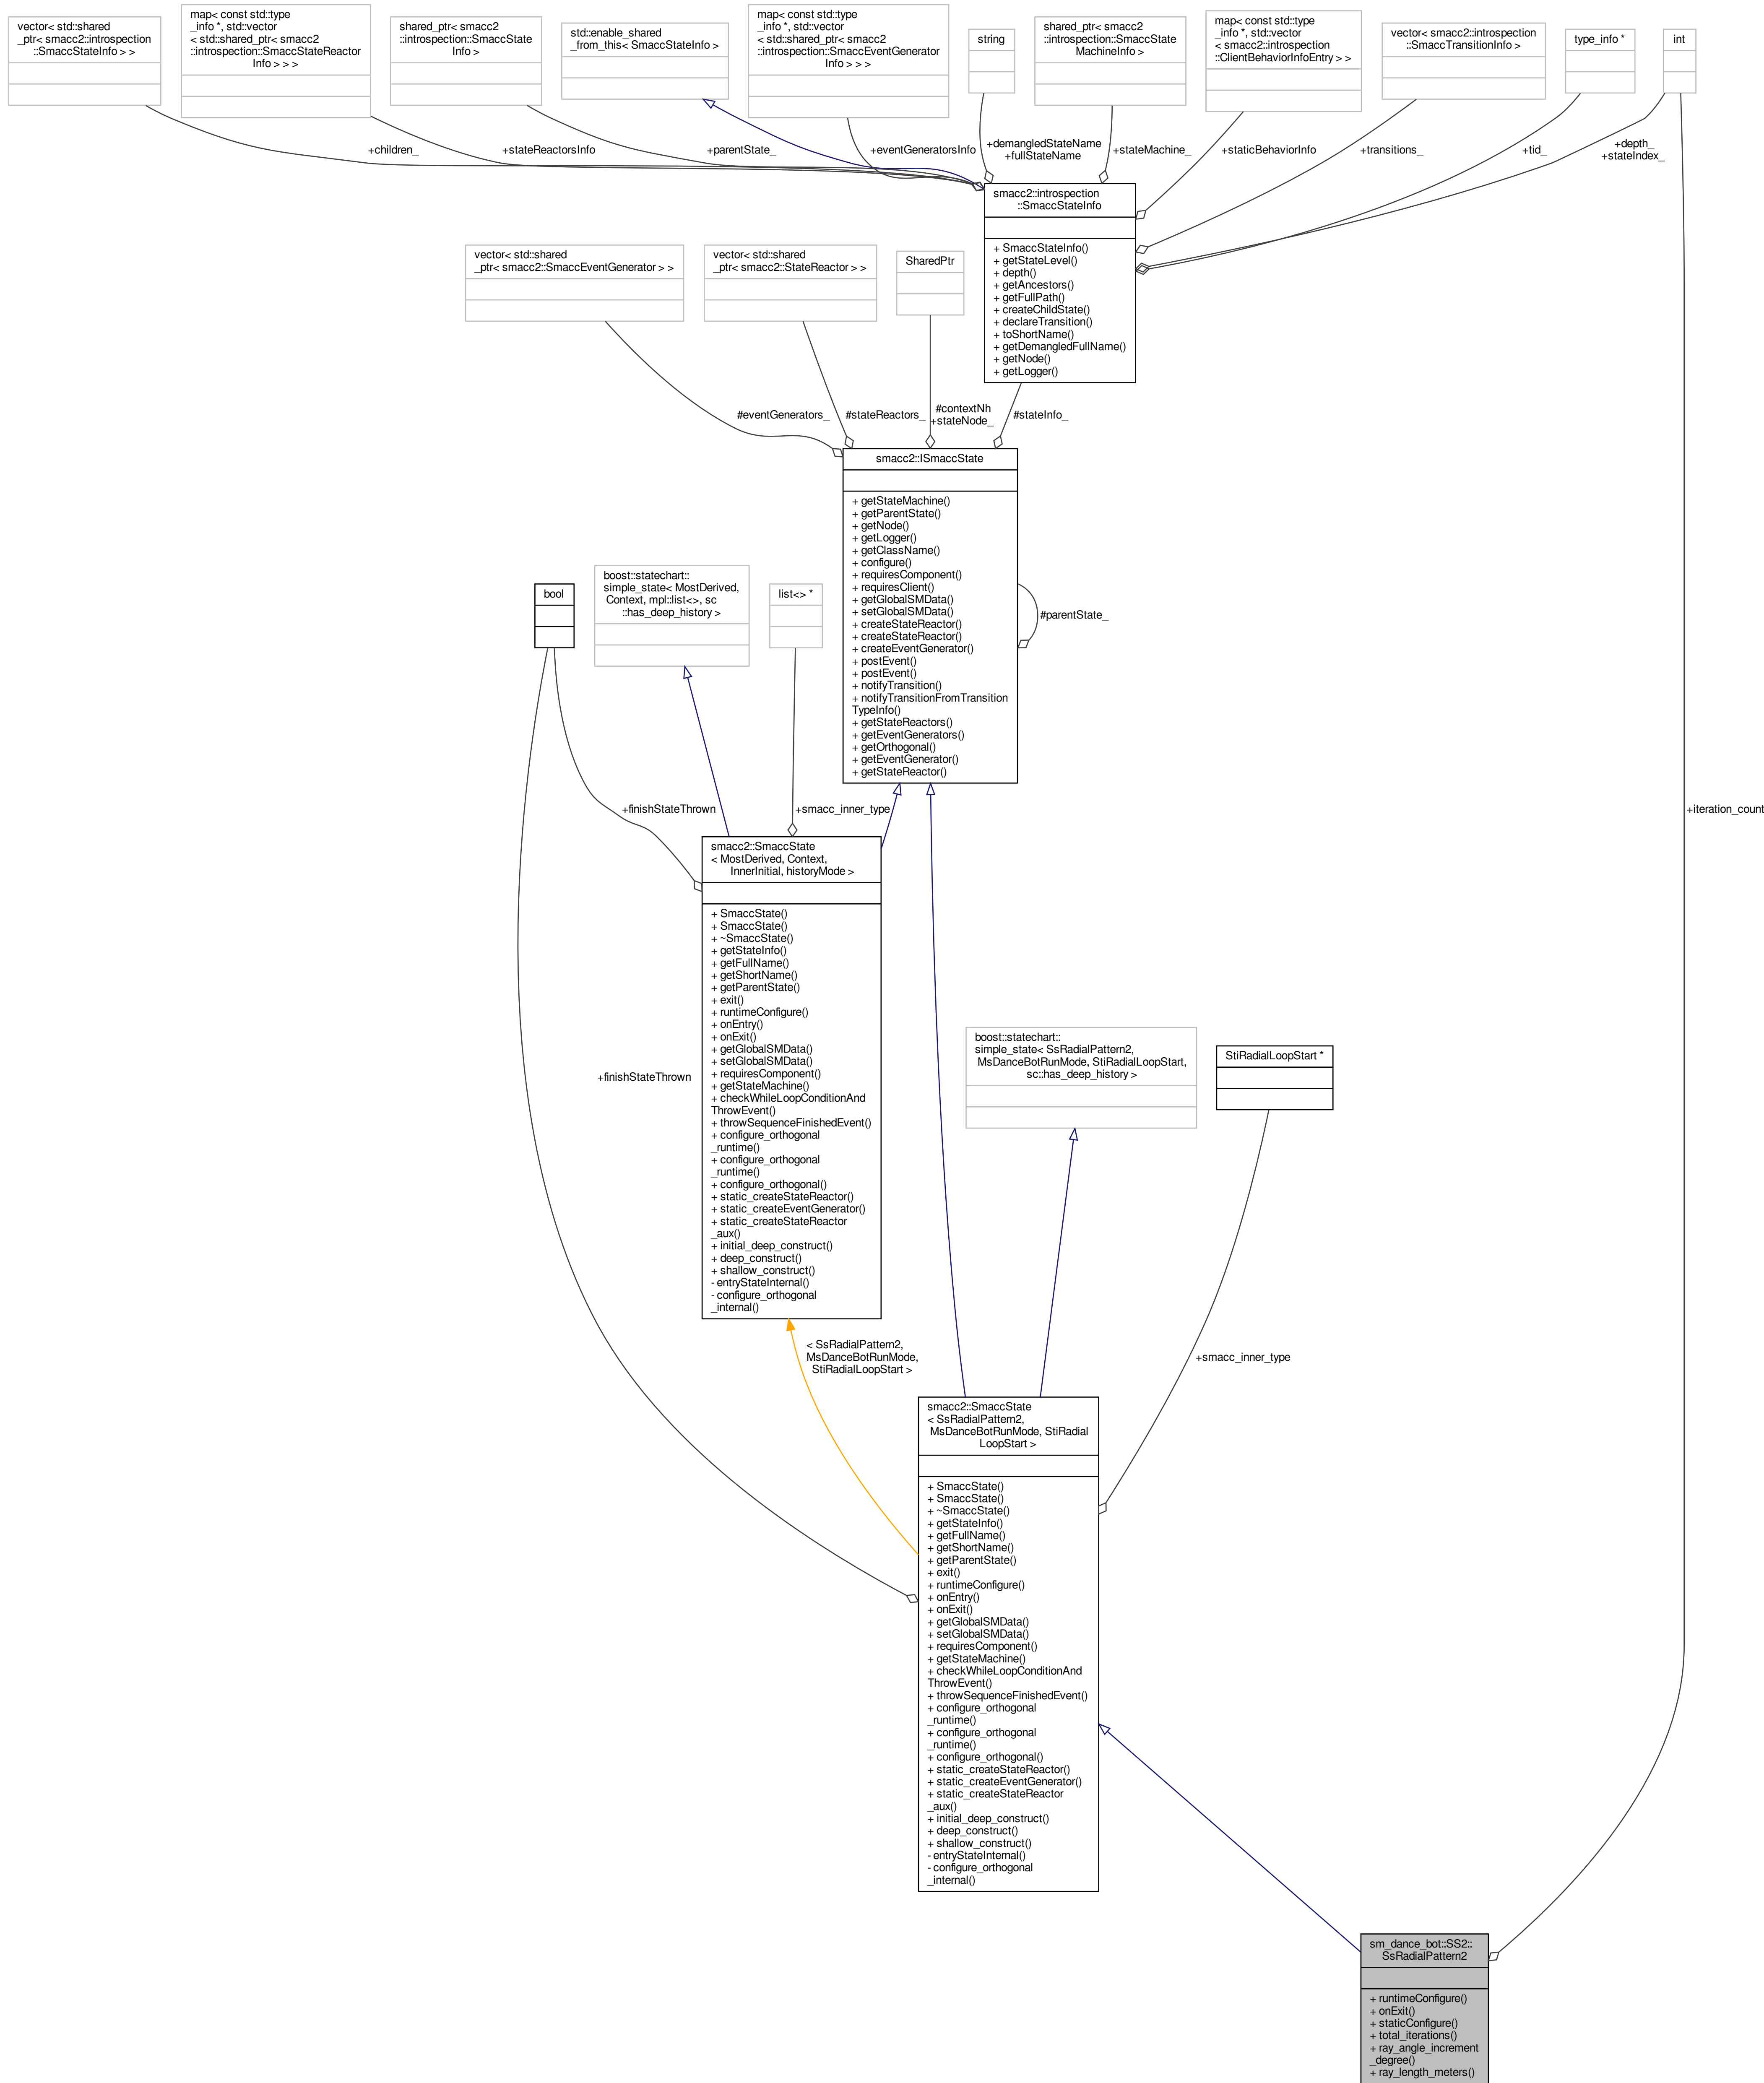 vector< std::shared
_ptr< smacc2::introspection
::SmaccStateInfo > >
map< const std::type
_info *, std::vector
< std::shared_ptr< smacc2
::introspection::SmaccStateReactor
Info > > >
shared_ptr< smacc2
::introspection::SmaccState
Info >
std::enable_shared
_from_this< SmaccStateInfo >
map< const std::type
_info *, std::vector
< std::shared_ptr< smacc2
::introspection::SmaccEventGenerator
Info > > >
string
shared_ptr< smacc2
::introspection::SmaccState
MachineInfo >
map< const std::type
_info *, std::vector
< smacc2::introspection
::ClientBehaviorInfoEntry > >
vector< smacc2::introspection
::SmaccTransitionInfo >
type_info *
int
+children_
+stateReactorsInfo
+parentState_
+eventGeneratorsInfo
+demangledStateName
+fullStateName
+stateMachine_
+staticBehaviorInfo
+transitions_
+tid_
+depth_
+stateIndex_
smacc2::introspection
::SmaccStateInfo
+ SmaccStateInfo()
+ getStateLevel()
+ depth()
+ getAncestors()
+ getFullPath()
+ createChildState()
+ declareTransition()
+ toShortName()
+ getDemangledFullName()
+ getNode()
+ getLogger()
vector< std::shared
_ptr< smacc2::SmaccEventGenerator > >
vector< std::shared
_ptr< smacc2::StateReactor > >
SharedPtr
#eventGenerators_
#stateReactors_
#contextNh
+stateNode_
#stateInfo_
smacc2::ISmaccState
+ getStateMachine()
+ getParentState()
+ getNode()
+ getLogger()
+ getClassName()
+ configure()
+ requiresComponent()
+ requiresClient()
+ getGlobalSMData()
+ setGlobalSMData()
+ createStateReactor()
+ createStateReactor()
+ createEventGenerator()
+ postEvent()
+ postEvent()
+ notifyTransition()
+ notifyTransitionFromTransition
TypeInfo()
+ getStateReactors()
+ getEventGenerators()
+ getOrthogonal()
+ getEventGenerator()
+ getStateReactor()
#parentState_
bool
boost::statechart::
simple_state< MostDerived,
Context, mpl::list<>, sc
::has_deep_history >
list<> *
+finishStateThrown
+smacc_inner_type
+iteration_count
smacc2::SmaccState
< MostDerived, Context,
InnerInitial, historyMode >
+ SmaccState()
+ SmaccState()
+ ~SmaccState()
+ getStateInfo()
+ getFullName()
+ getShortName()
+ getParentState()
+ exit()
+ runtimeConfigure()
+ onEntry()
+ onExit()
+ getGlobalSMData()
+ setGlobalSMData()
+ requiresComponent()
+ getStateMachine()
+ checkWhileLoopConditionAnd
ThrowEvent()
+ throwSequenceFinishedEvent()
+ configure_orthogonal
_runtime()
+ configure_orthogonal
_runtime()
+ configure_orthogonal()
+ static_createStateReactor()
+ static_createEventGenerator()
+ static_createStateReactor
_aux()
+ initial_deep_construct()
+ deep_construct()
+ shallow_construct()
- entryStateInternal()
- configure_orthogonal
_internal()
+finishStateThrown
boost::statechart::
simple_state< SsRadialPattern2,
MsDanceBotRunMode, StiRadialLoopStart,
sc::has_deep_history >
StiRadialLoopStart *
< SsRadialPattern2,
MsDanceBotRunMode,
StiRadialLoopStart >
+smacc_inner_type
smacc2::SmaccState
< SsRadialPattern2,
MsDanceBotRunMode, StiRadial
LoopStart >
+ SmaccState()
+ SmaccState()
+ ~SmaccState()
+ getStateInfo()
+ getFullName()
+ getShortName()
+ getParentState()
+ exit()
+ runtimeConfigure()
+ onEntry()
+ onExit()
+ getGlobalSMData()
+ setGlobalSMData()
+ requiresComponent()
+ getStateMachine()
+ checkWhileLoopConditionAnd
ThrowEvent()
+ throwSequenceFinishedEvent()
+ configure_orthogonal
_runtime()
+ configure_orthogonal
_runtime()
+ configure_orthogonal()
+ static_createStateReactor()
+ static_createEventGenerator()
+ static_createStateReactor
_aux()
+ initial_deep_construct()
+ deep_construct()
+ shallow_construct()
- entryStateInternal()
- configure_orthogonal
_internal()
sm_dance_bot::SS2::
SsRadialPattern2
+ runtimeConfigure()
+ onExit()
+ staticConfigure()
+ total_iterations()
+ ray_angle_increment
_degree()
+ ray_length_meters()